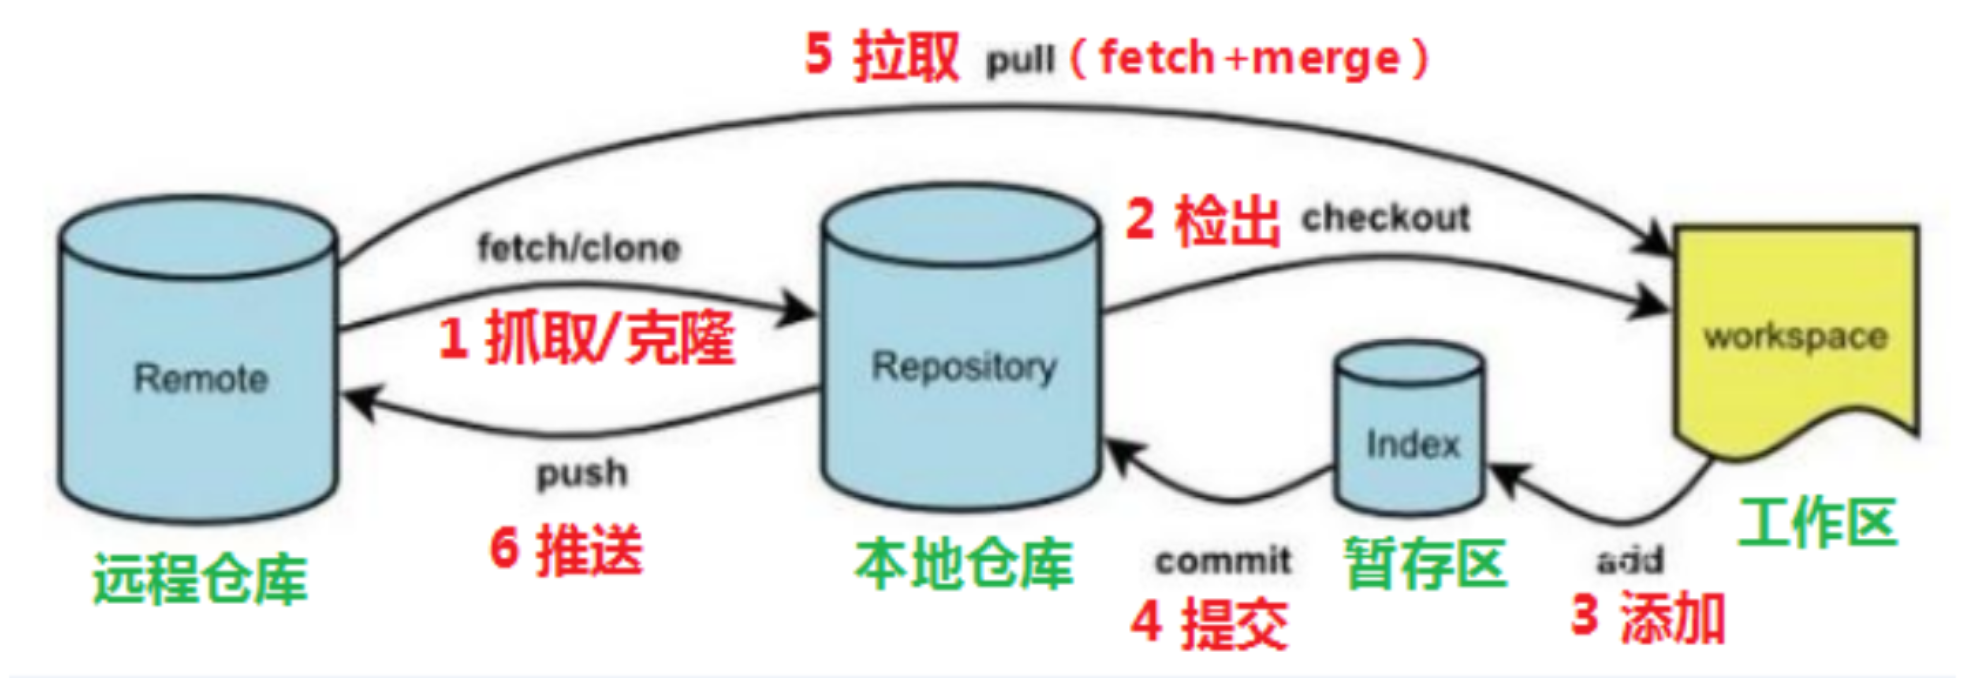 5 拉取 pull（fetch+merge）
2 检出 checkout
fetch/clone
1 抓取/克隆
workspace
Remote
Repository
Index
push
6 推送
工作区
远程仓库
本地仓库
commit
暂存区
add
4 提交
3 添加